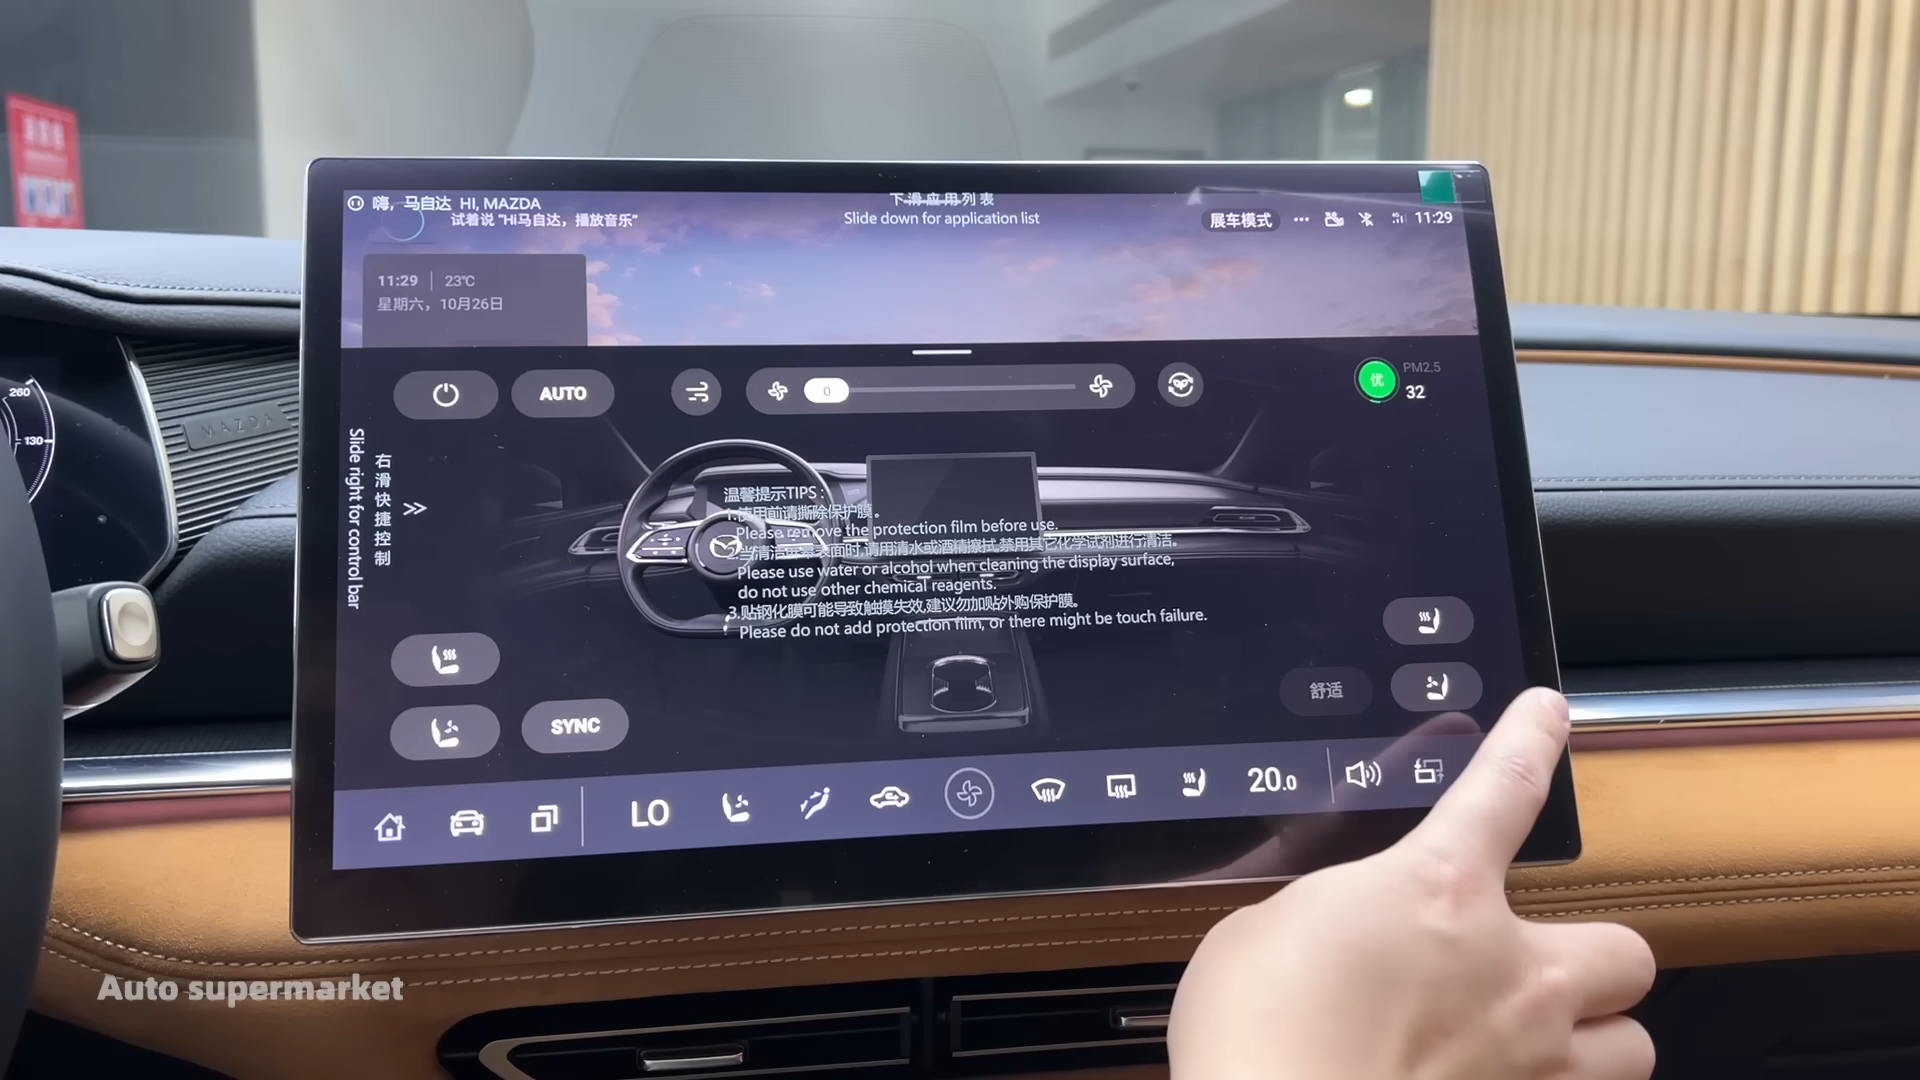 嗨，马自达 HI, MAZDA
试着说 "Hi马自达，播放音乐"
下滑应用列表
Slide down for application list
展车模式
11:29
11:29 23℃
星期六，10月26日
AUTO
0
优
PM2.5
32
260
130
MAZDA
右滑快捷控制
Slide right for control bar
温馨提示TIPS：
1.使用前请撕除保护膜。
Please remove the protection film before use.
2.当清洁屏幕表面时,请用清水或酒精擦拭,禁用其它化学试剂进行清洁。
Please use water or alcohol when cleaning the display surface,
do not use other chemical reagents.
3.贴钢化膜可能导致触摸失效,建议勿加贴外购保护膜。
Please do not add protection film, or there might be touch failure.
SYNC
舒适
LO
20.0
Auto supermarket